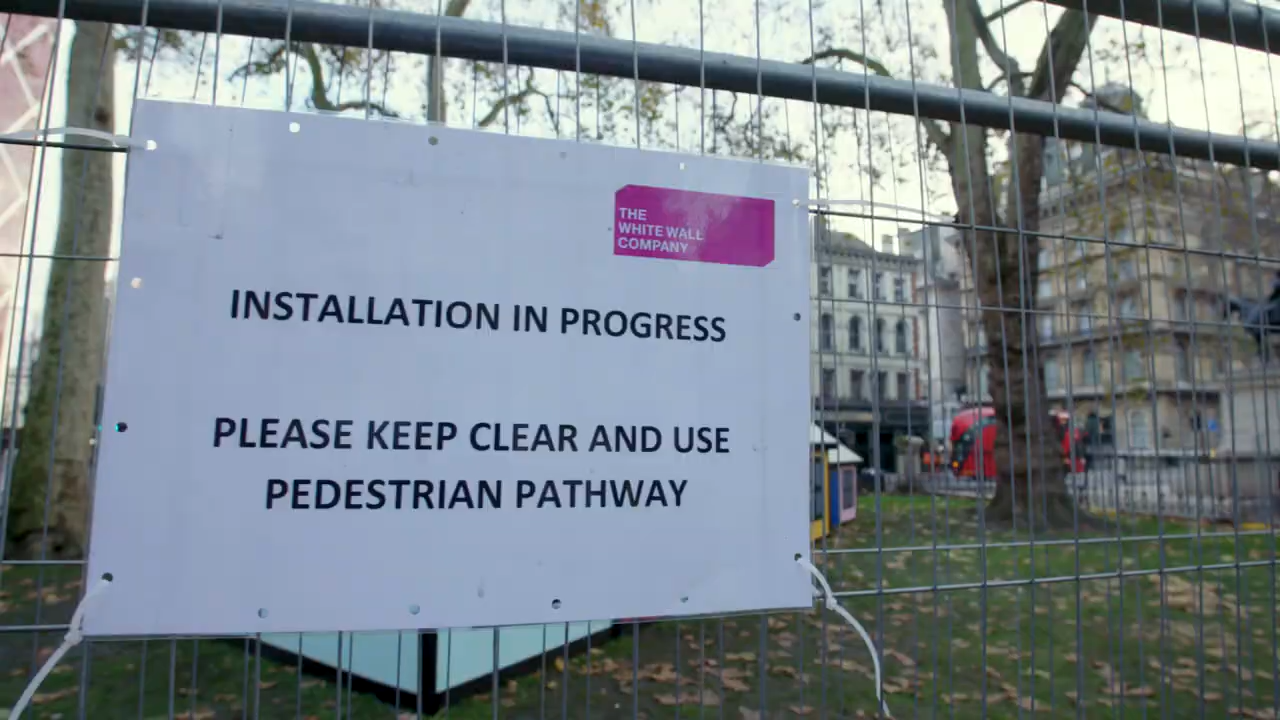 THE
WHITE WALL
COMPANY
INSTALLATION IN PROGRESS
PLEASE KEEP CLEAR AND USE
PEDESTRIAN PATHWAY